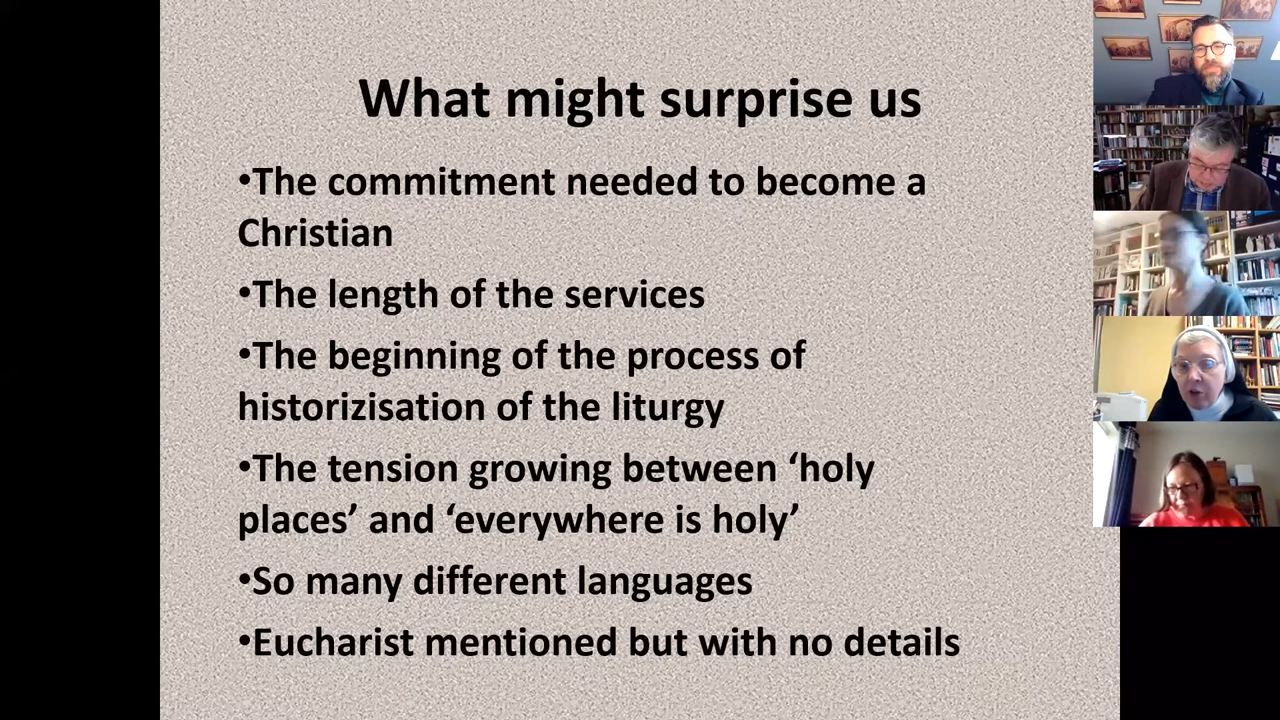 What might surprise us
•The commitment needed to become a
Christian
•The length of the services
•The beginning of the process of
historizisation of the liturgy
•The tension growing between ‘holy
places’ and ‘everywhere is holy’
•So many different languages
•Eucharist mentioned but with no details